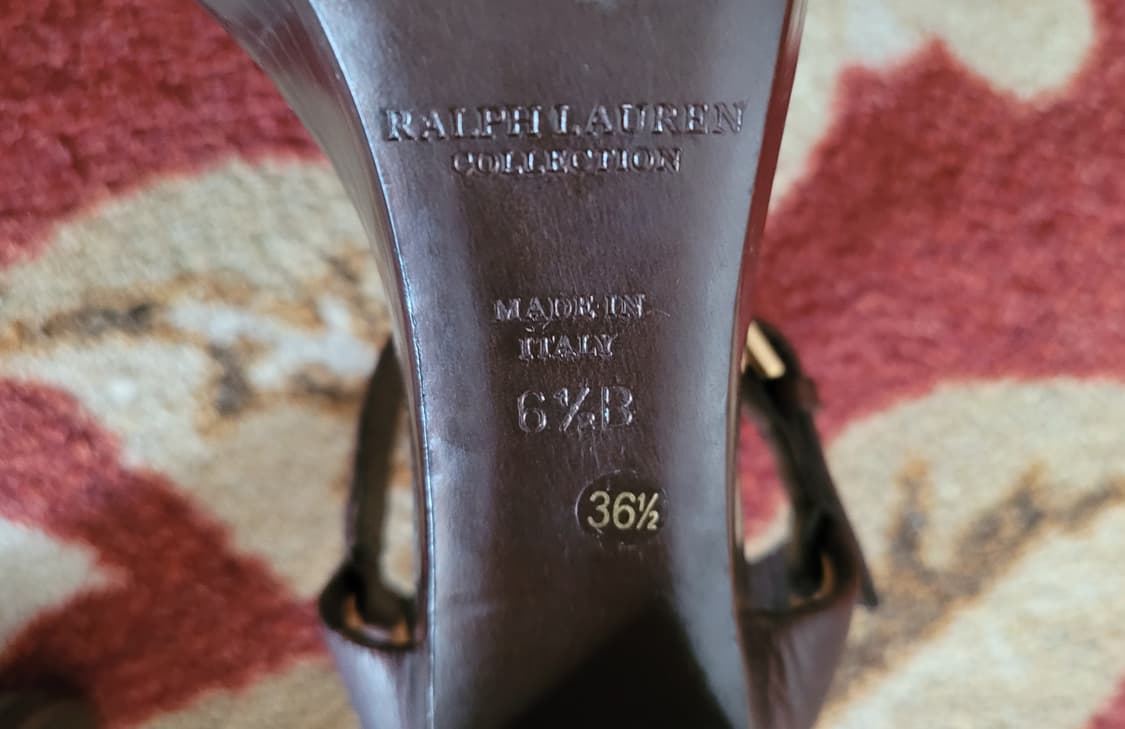 RALPH LAUREN
COLLECTION
MADE IN
ITALY
6½B
36½